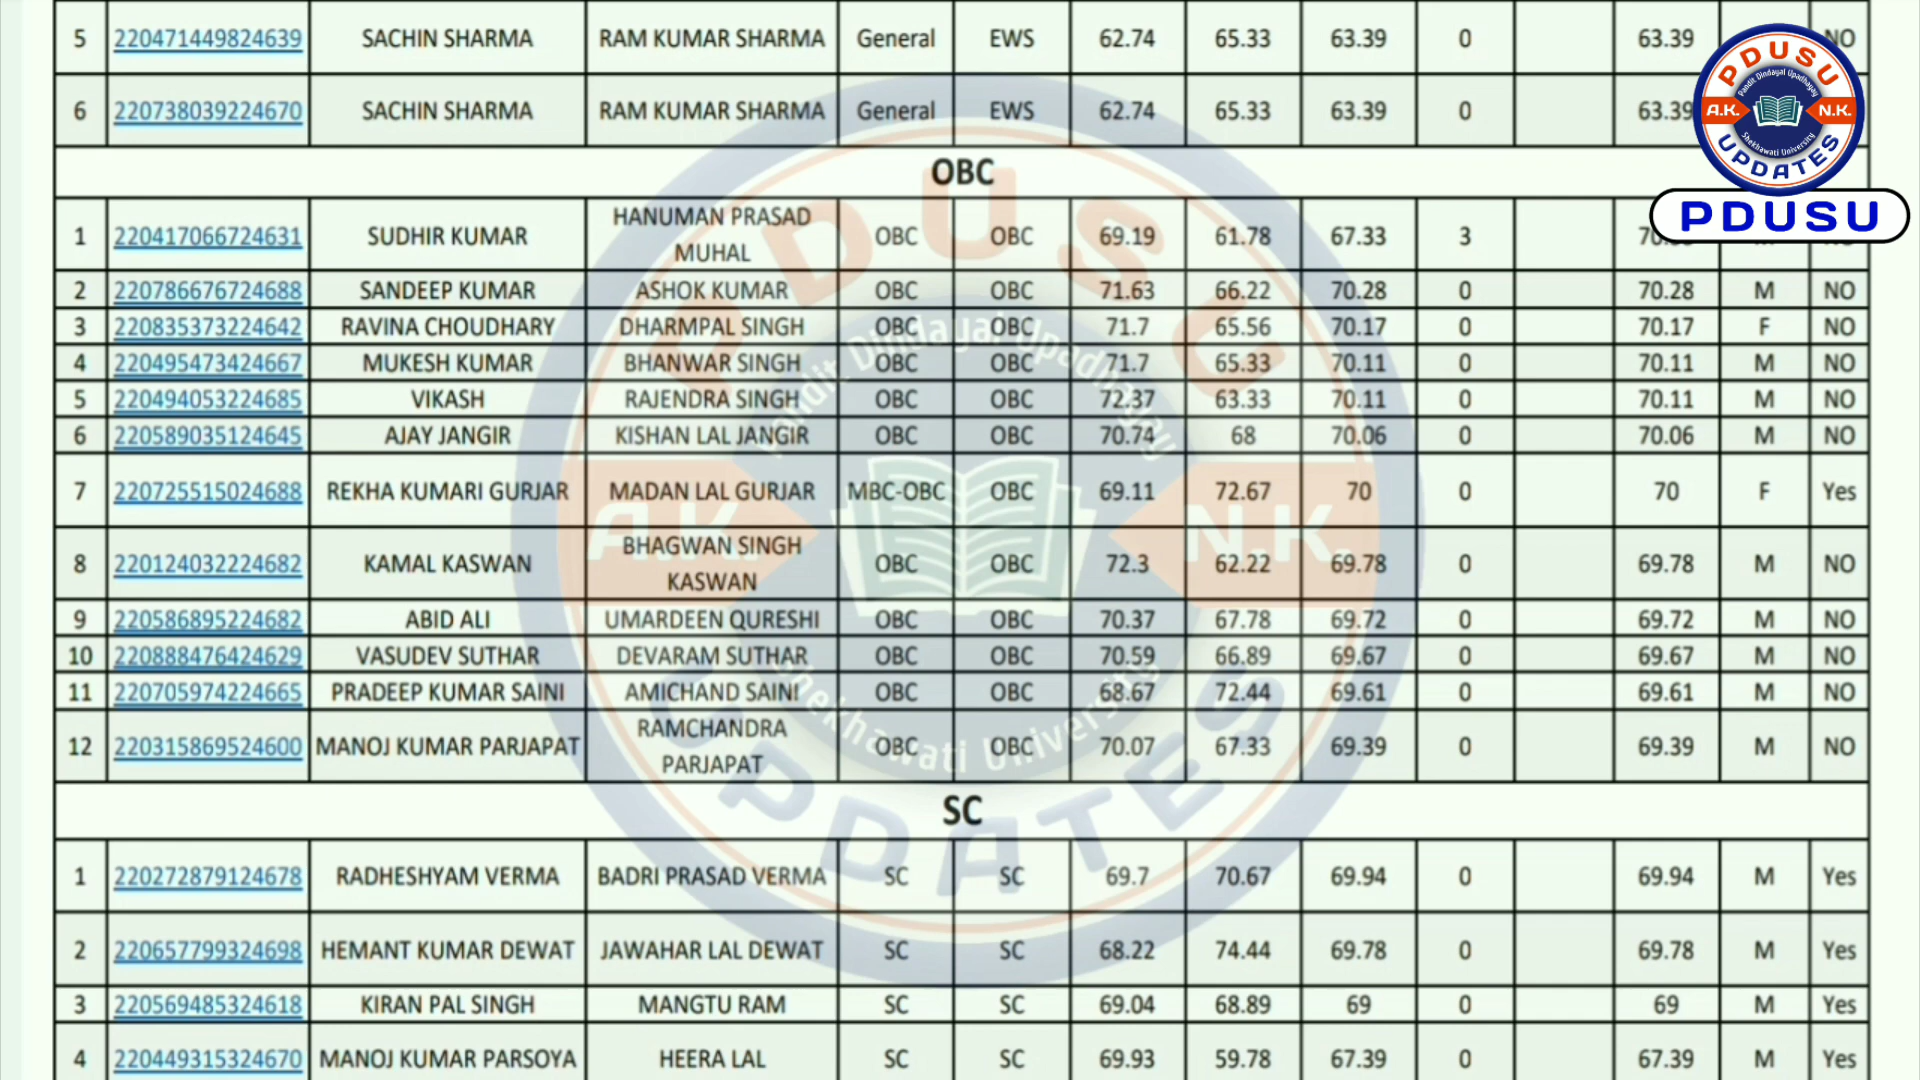 5 220471449824639 SACHIN SHARMA RAM KUMAR SHARMA General EWS 62.74 65.33 63.39 0 63.39 NO
6 220738039224670 SACHIN SHARMA RAM KUMAR SHARMA General EWS 62.74 65.33 63.39 0 63.39
OBC
1 220417066724631 SUDHIR KUMAR HANUMAN PRASAD MUHAL OBC OBC 69.19 61.78 67.33 3
2 220786676724688 SANDEEP KUMAR ASHOK KUMAR OBC OBC 71.63 66.22 70.28 0 70.28 M NO
3 220835373224642 RAVINA CHOUDHARY DHARMPAL SINGH OBC OBC 71.7 65.56 70.17 0 70.17 F NO
4 220495473424667 MUKESH KUMAR BHANWAR SINGH OBC OBC 71.7 65.33 70.11 0 70.11 M NO
5 220494053224685 VIKASH RAJENDRA SINGH OBC OBC 72.37 63.33 70.11 0 70.11 M NO
6 220589035124645 AJAY JANGIR KISHAN LAL JANGIR OBC OBC 70.74 68 70.06 0 70.06 M NO
7 220725515024688 REKHA KUMARI GURJAR MADAN LAL GURJAR MBC-OBC OBC 69.11 72.67 70 0 70 F Yes
8 220124032224682 KAMAL KASWAN BHAGWAN SINGH KASWAN OBC OBC 72.3 62.22 69.78 0 69.78 M NO
9 220586895224682 ABID ALI UMARDEEN QURESHI OBC OBC 70.37 67.78 69.72 0 69.72 M NO
10 220888476424629 VASUDEV SUTHAR DEVARAM SUTHAR OBC OBC 70.59 66.89 69.67 0 69.67 M NO
11 220705974224665 PRADEEP KUMAR SAINI AMICHAND SAINI OBC OBC 68.67 72.44 69.61 0 69.61 M NO
12 220315869524600 MANOJ KUMAR PARJAPAT RAMCHANDRA PARJAPAT OBC OBC 70.07 67.33 69.39 0 69.39 M NO
SC
1 220272879124678 RADHESHYAM VERMA BADRI PRASAD VERMA SC SC 69.7 70.67 69.94 0 69.94 M Yes
2 220657799324698 HEMANT KUMAR DEWAT JAWAHAR LAL DEWAT SC SC 68.22 74.44 69.78 0 69.78 M Yes
3 220569485324618 KIRAN PAL SINGH MANGTU RAM SC SC 69.04 68.89 69 0 69 M Yes
4 220449315324670 MANOJ KUMAR PARSOYA HEERA LAL SC SC 69.93 59.78 67.39 0 67.39 M Yes
PDUSU
Pandit Dindayal Upadhagay
A.K. N.K.
Shekhawati University
UPDATES
PDUSU
PDUSU
Pandit Dindayal Upadhagay
A.K. N.K.
Shekhawati University
UPDATES